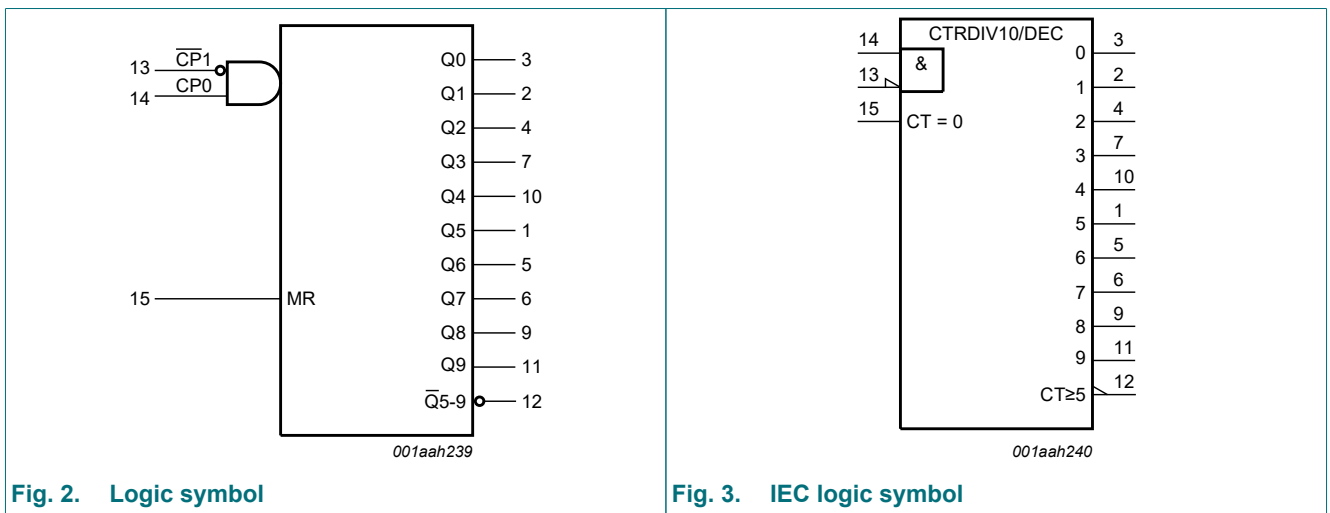 13 C̅P̅1
14 CP0
15 MR
Q0 3
Q1 2
Q2 4
Q3 7
Q4 10
Q5 1
Q6 5
Q7 6
Q8 9
Q9 11
Q̅5-9 12
001aah239
Fig. 2. Logic symbol
CTRDIV10/DEC
14 &
13
15 CT = 0
0 3
1 2
2 4
3 7
4 10
5 1
6 5
7 6
8 9
9 11
CT≥5 12
001aah240
Fig. 3. IEC logic symbol